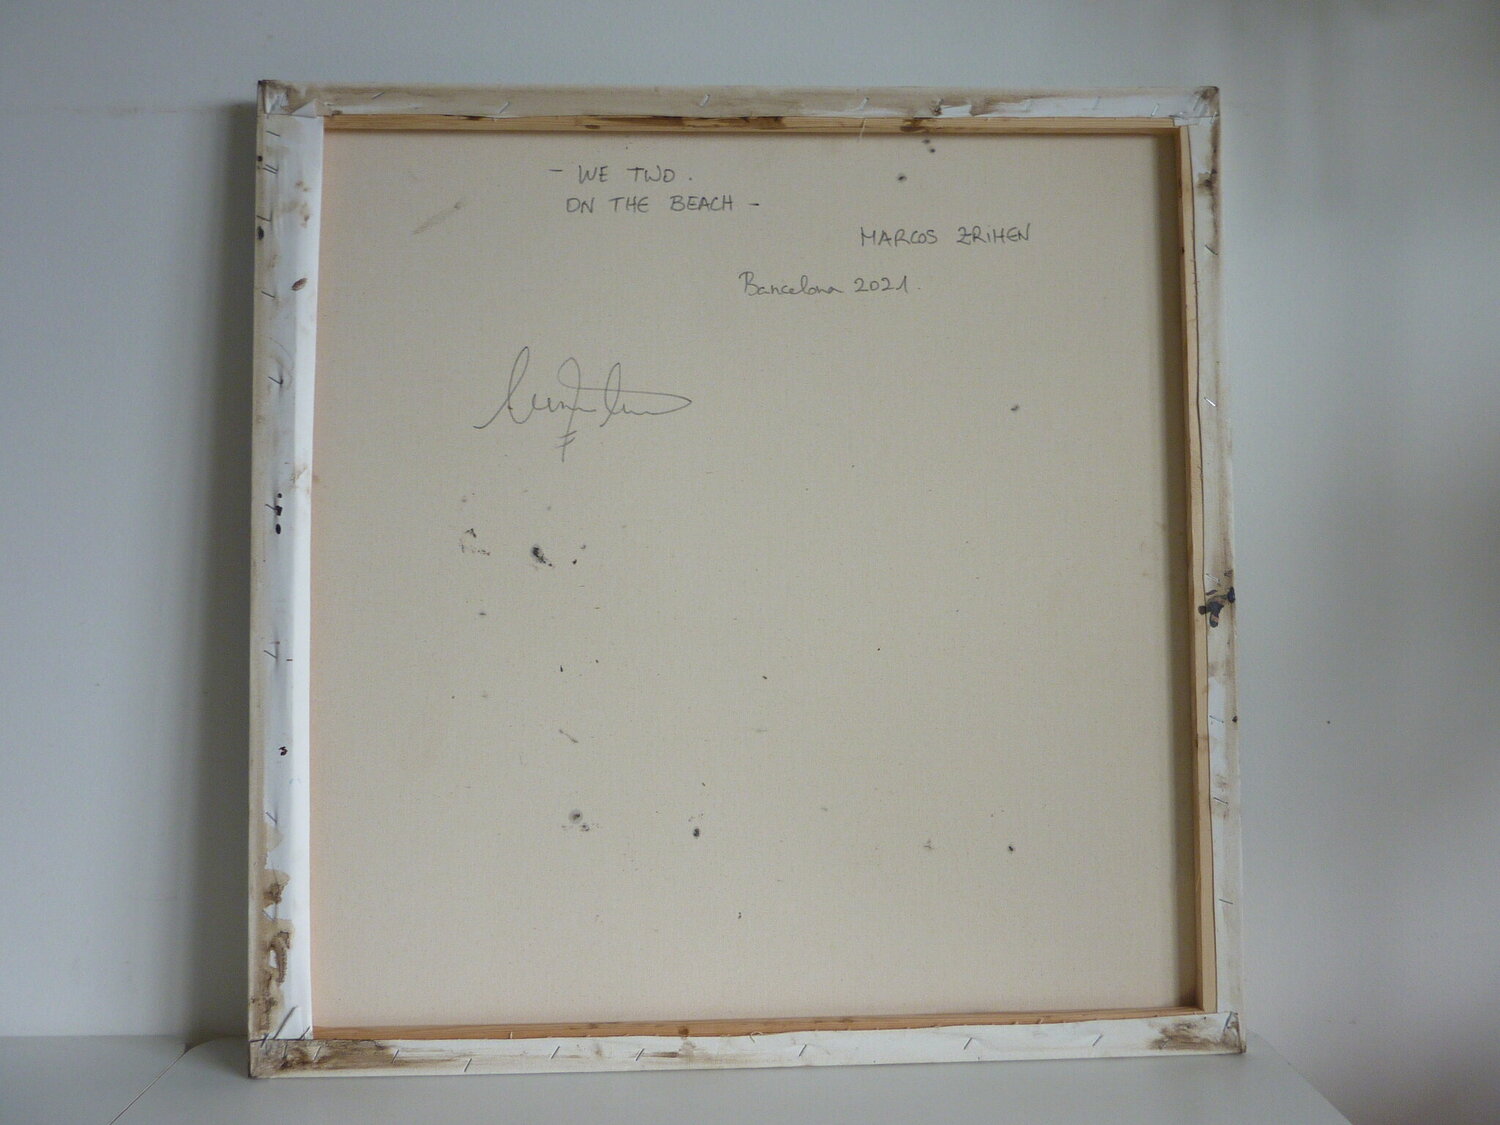 - WE TWO.
ON THE BEACH -
MARCOS ZRIHEN
Barcelona 2021.